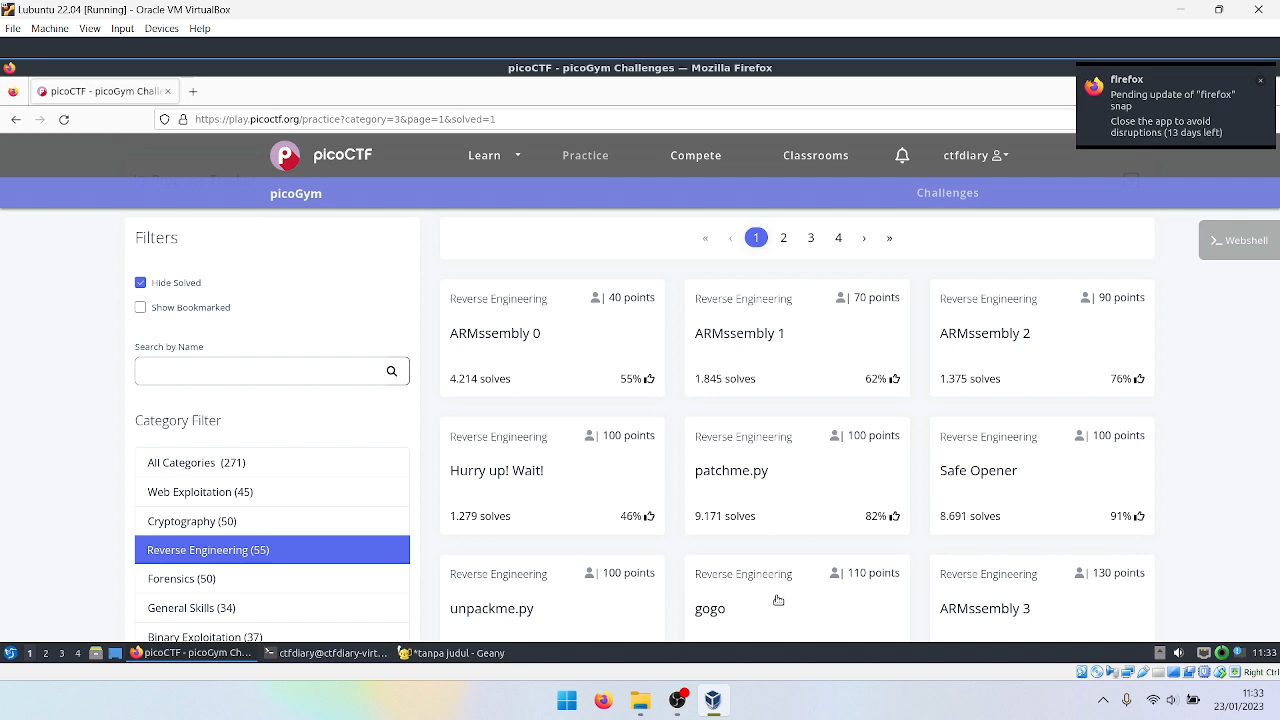 Lubuntu 22.04 [Running] - Oracle VM VirtualBox
File Machine View Input Devices Help
picoCTF - picoGym Challenges — Mozilla Firefox
picoCTF - picoGym Chall
https://play.picoctf.org/practice?category=3&page=1&solved=1
firefox
Pending update of "firefox"
snap
Close the app to avoid
disruptions (13 days left)
picoCTF
Learn
Practice
Compete
Classrooms
ctfdiary
picoGym
Challenges
Webshell
Filters
Hide Solved
Show Bookmarked
Search by Name
Category Filter
All Categories (271)
Web Exploitation (45)
Cryptography (50)
Reverse Engineering (55)
Forensics (50)
General Skills (34)
Binary Exploitation (37)
« ‹ 1 2 3 4 › »
Reverse Engineering | 40 points
ARMssembly 0
4.214 solves 55%
Reverse Engineering | 70 points
ARMssembly 1
1.845 solves 62%
Reverse Engineering | 90 points
ARMssembly 2
1.375 solves 76%
Reverse Engineering | 100 points
Hurry up! Wait!
1.279 solves 46%
Reverse Engineering | 100 points
patchme.py
9.171 solves 82%
Reverse Engineering | 100 points
Safe Opener
8.691 solves 91%
Reverse Engineering | 100 points
unpackme.py
Reverse Engineering | 110 points
gogo
Reverse Engineering | 130 points
ARMssembly 3
1 2 3 4 picoCTF - picoGym Ch... ctfdiary@ctfdiary-virt... *tanpa judul - Geany 11:33
Right Ctrl
11:33
23/01/2023